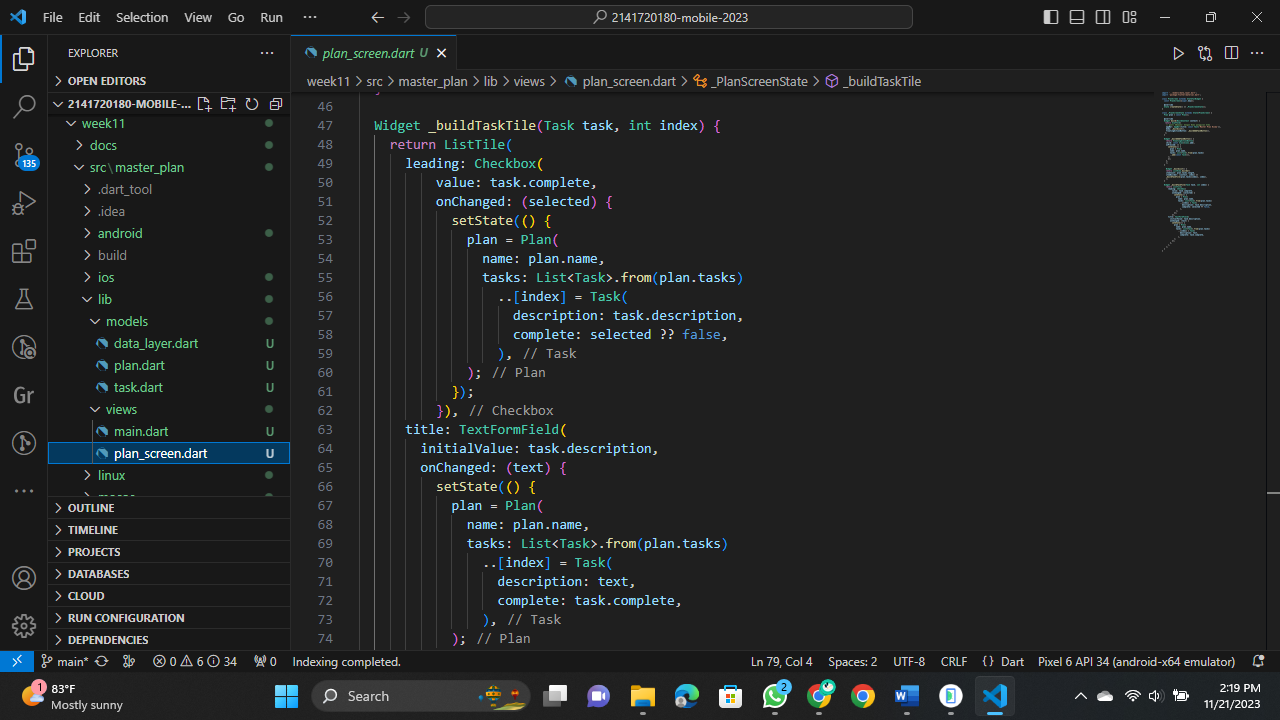 File Edit Selection View Go Run ··· 2141720180-mobile-2023
EXPLORER ···
plan_screen.dart U
OPEN EDITORS
week11 > src > master_plan > lib > views > plan_screen.dart > _PlanScreenState > _buildTaskTile
2141720180-MOBILE-...
week11
docs
src\master_plan
.dart_tool
.idea
android
build
ios
lib
models
data_layer.dart U
plan.dart U
task.dart U
views
main.dart U
plan_screen.dart U
linux
OUTLINE
TIMELINE
PROJECTS
DATABASES
CLOUD
RUN CONFIGURATION
DEPENDENCIES
135
Gr
46
47 Widget _buildTaskTile(Task task, int index) {
48 return ListTile(
49 leading: Checkbox(
50 value: task.complete,
51 onChanged: (selected) {
52 setState(() {
53 plan = Plan(
54 name: plan.name,
55 tasks: List<Task>.from(plan.tasks)
56 ..[index] = Task(
57 description: task.description,
58 complete: selected ?? false,
59 ), // Task
60 ); // Plan
61 });
62 }), // Checkbox
63 title: TextFormField(
64 initialValue: task.description,
65 onChanged: (text) {
66 setState(() {
67 plan = Plan(
68 name: plan.name,
69 tasks: List<Task>.from(plan.tasks)
70 ..[index] = Task(
71 description: text,
72 complete: task.complete,
73 ), // Task
74 ); // Plan
main* 0 6 34 0 Indexing completed. Ln 79, Col 4 Spaces: 2 UTF-8 CRLF {} Dart Pixel 6 API 34 (android-x64 emulator)
1 83°F
Mostly sunny
Search
2
2:19 PM
11/21/2023